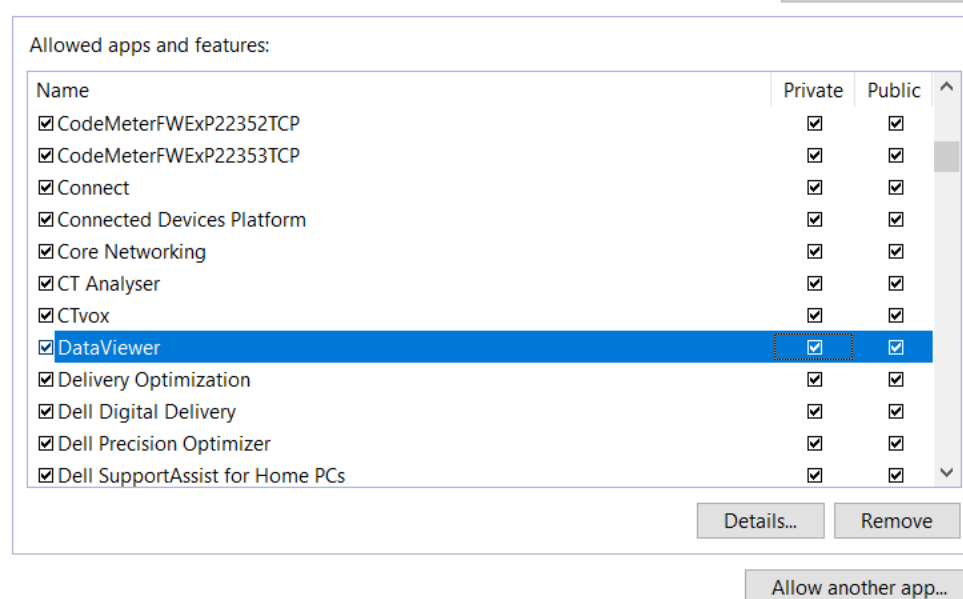 Allowed apps and features:
Name Private Public
CodeMeterFWExP22352TCP
CodeMeterFWExP22353TCP
Connect
Connected Devices Platform
Core Networking
CT Analyser
CTvox
DataViewer
Delivery Optimization
Dell Digital Delivery
Dell Precision Optimizer
Dell SupportAssist for Home PCs
Details... Remove
Allow another app...